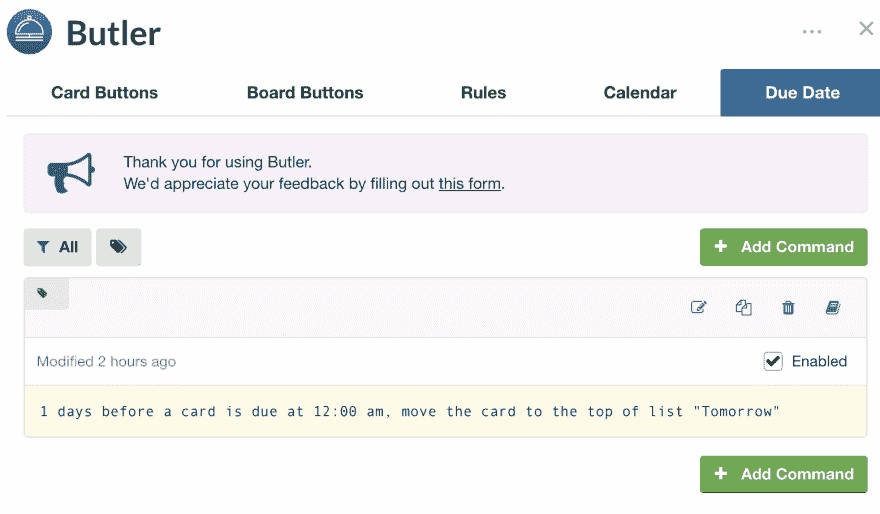 Butler
Card Buttons Board Buttons Rules Calendar Due Date
Thank you for using Butler.
We'd appreciate your feedback by filling out this form.
All + Add Command
Modified 2 hours ago Enabled
1 days before a card is due at 12:00 am, move the card to the top of list "Tomorrow"
+ Add Command